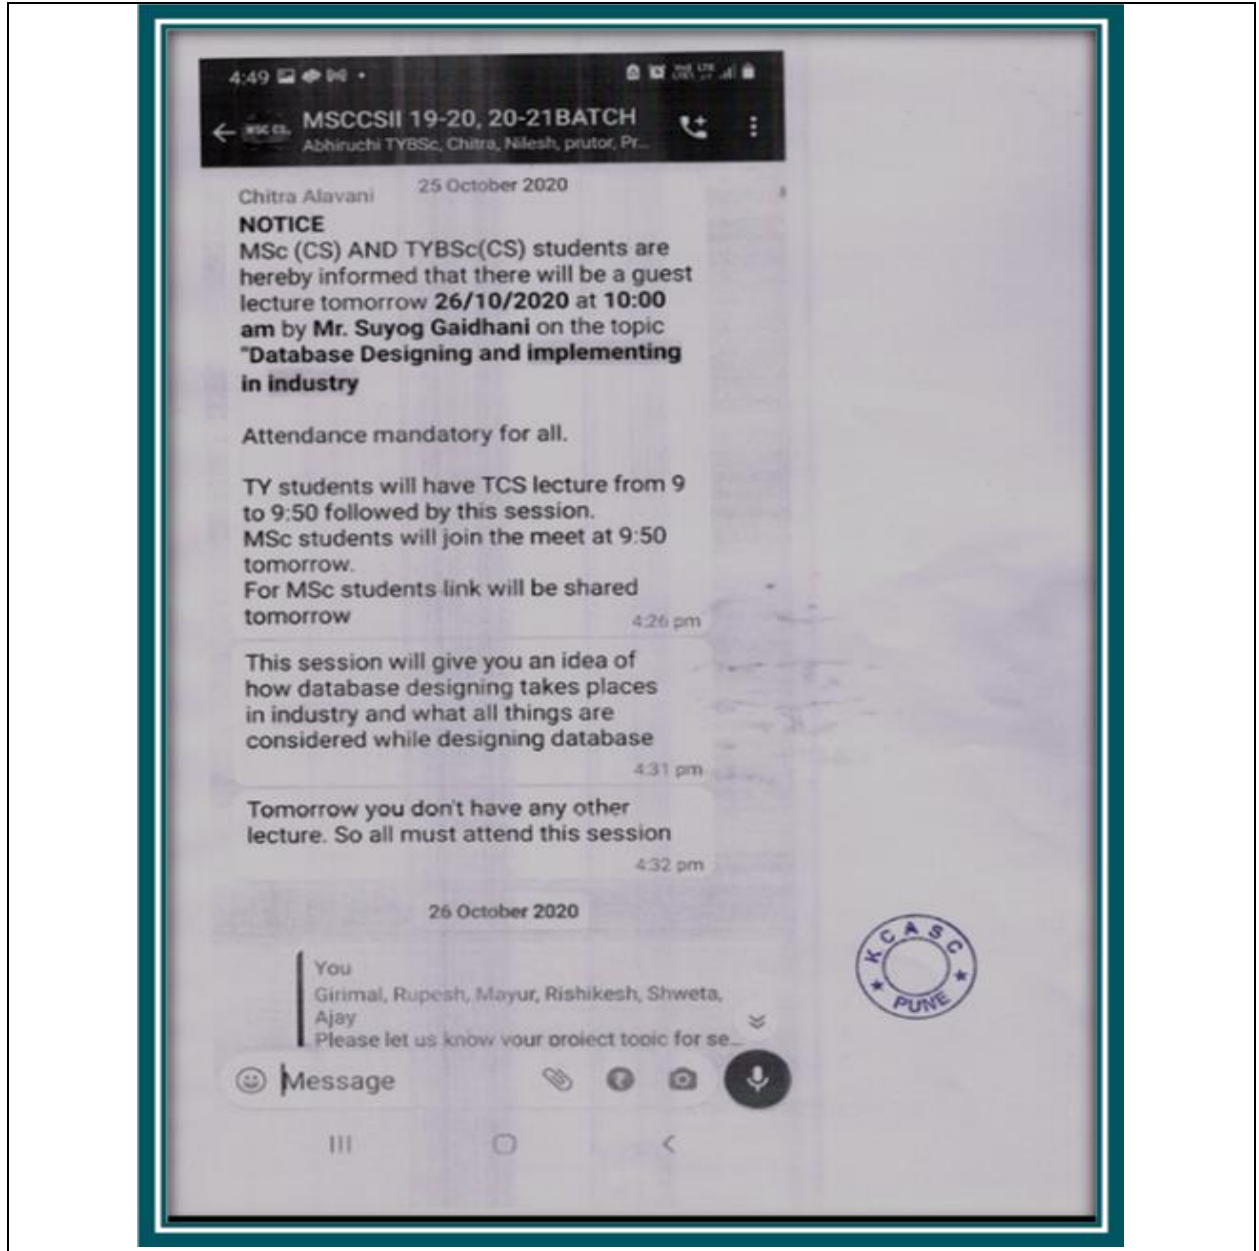 4:49
VoI) LTE
MSC CS.
MSCCSII 19-20, 20-21BATCH
Abhiruchi TYBSc, Chitra, Nilesh, prutor, Pr...
25 October 2020
Chitra Alavani
NOTICE
MSc (CS) AND TYBSc(CS) students are
hereby informed that there will be a guest
lecture tomorrow 26/10/2020 at 10:00
am by Mr. Suyog Gaidhani on the topic
"Database Designing and implementing
in industry
Attendance mandatory for all.
TY students will have TCS lecture from 9
to 9:50 followed by this session.
MSc students will join the meet at 9:50
tomorrow.
For MSc students link will be shared
tomorrow
4:26 pm
This session will give you an idea of
how database designing takes places
in industry and what all things are
considered while designing database
4:31 pm
Tomorrow you don't have any other
lecture. So all must attend this session
4:32 pm
26 October 2020
You
Girimal, Rupesh, Mayur, Rishikesh, Shweta,
Ajay
Please let us know your project topic for se...
Message
KCASC
PUNE